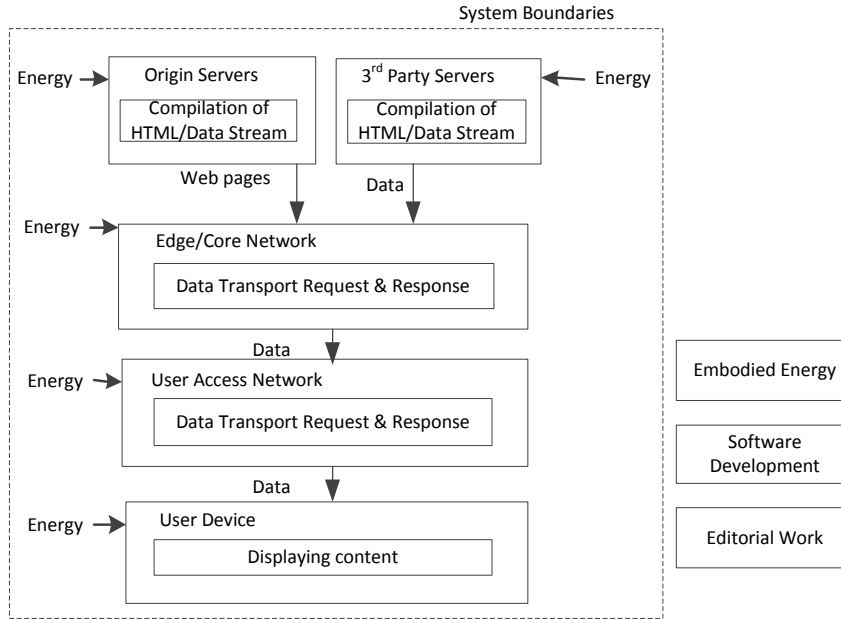 System Boundaries
Energy
Origin Servers
Compilation of
HTML/Data Stream
3rd Party Servers
Compilation of
HTML/Data Stream
Energy
Web pages
Data
Energy
Edge/Core Network
Data Transport Request & Response
Data
Energy
User Access Network
Data Transport Request & Response
Data
Energy
User Device
Displaying content
Embodied Energy
Software
Development
Editorial Work